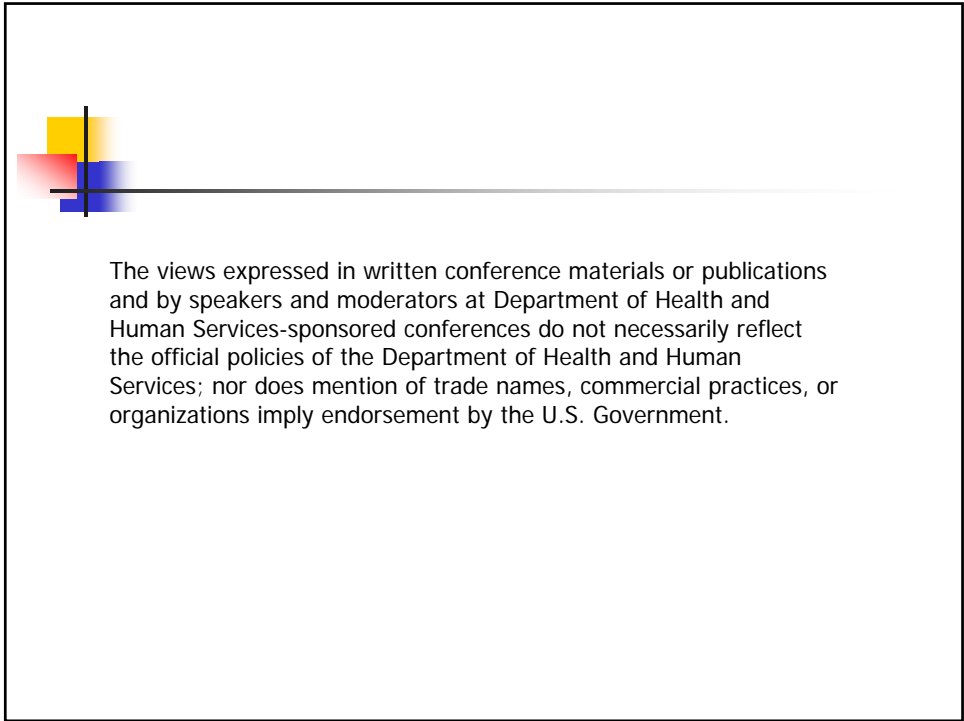 The views expressed in written conference materials or publications
and by speakers and moderators at Department of Health and
Human Services-sponsored conferences do not necessarily reflect
the official policies of the Department of Health and Human
Services; nor does mention of trade names, commercial practices, or
organizations imply endorsement by the U.S. Government.